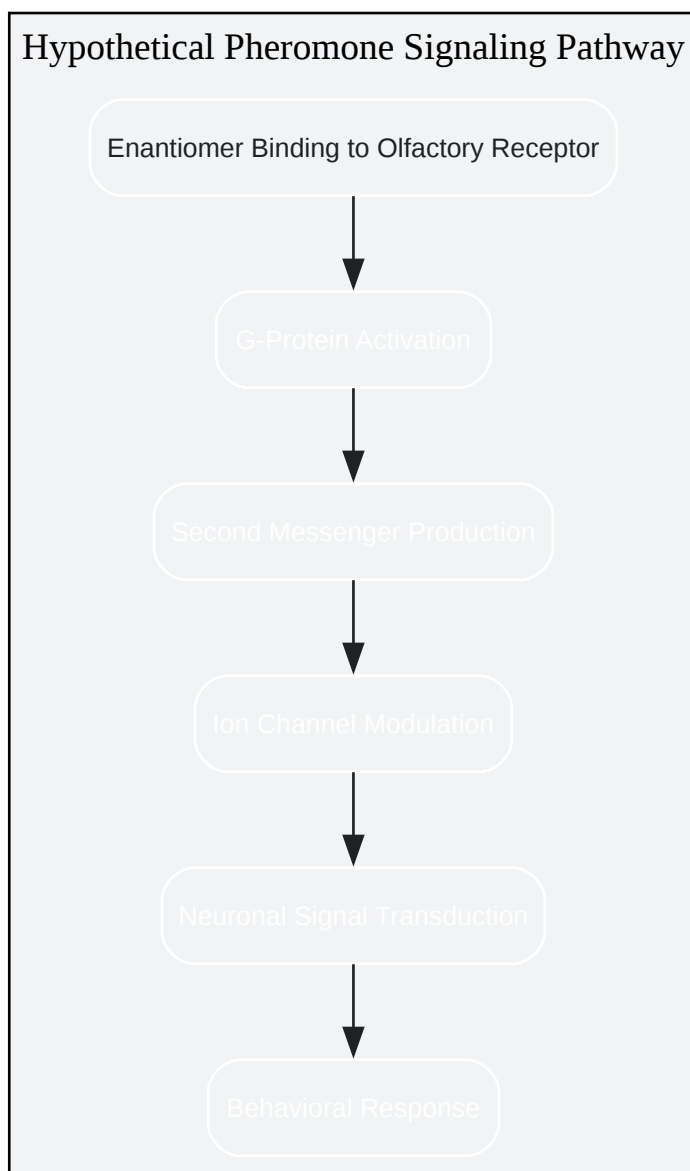 Hypothetical Pheromone Signaling Pathway
Enantiomer Binding to Olfactory Receptor
G-Protein Activation
Second Messenger Production
Ion Channel Modulation
Neuronal Signal Transduction
Behavioral Response